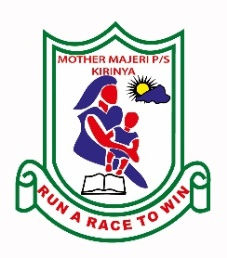 MOTHER MAJERI P/S
KIRINYA
RUN A RACE TO WIN